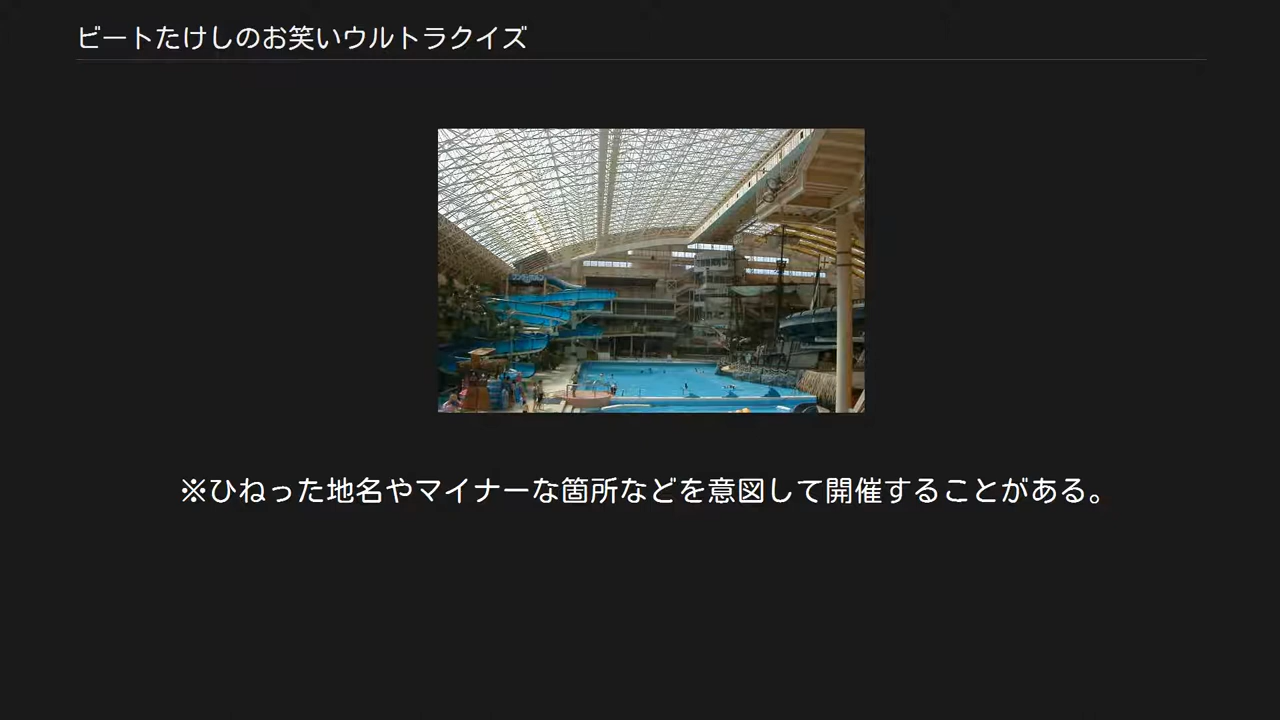 ビートたけしのお笑いウルトラクイズ
※ひねった地名やマイナーな箇所などを意図して開催することがある。